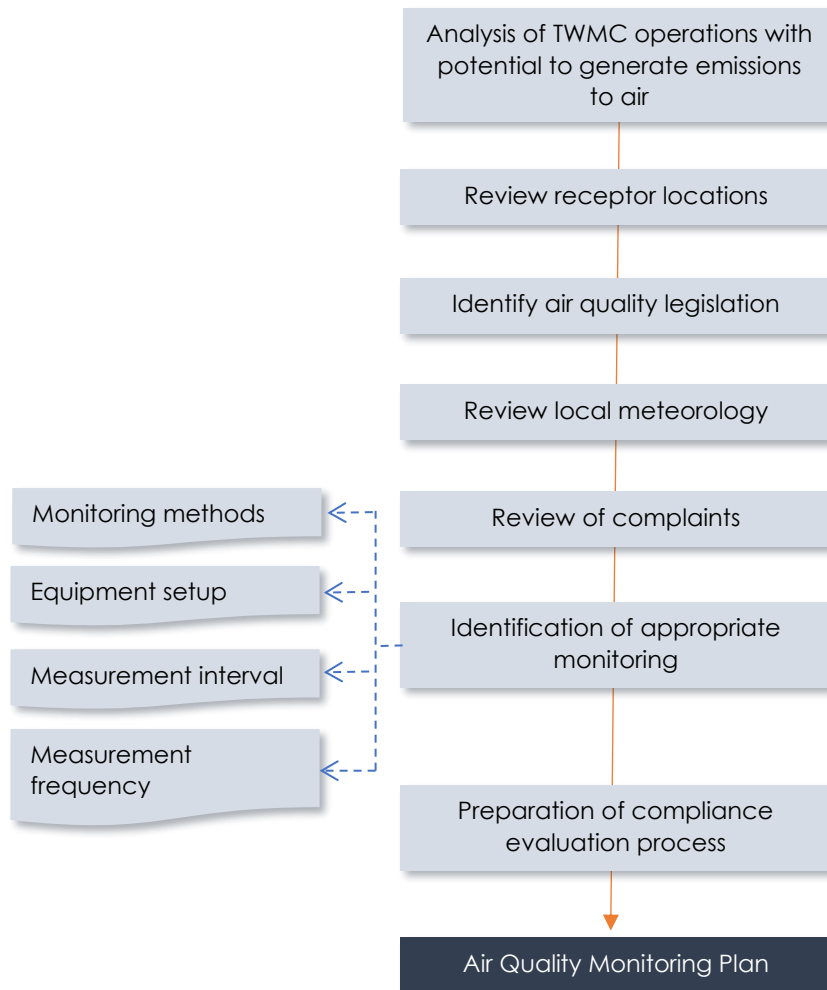 Analysis of TWMC operations with
potential to generate emissions
to air
Review receptor locations
Identify air quality legislation
Review local meteorology
Review of complaints
Monitoring methods
Equipment setup
Measurement interval
Measurement
frequency
Identification of appropriate
monitoring
Preparation of compliance
evaluation process
Air Quality Monitoring Plan